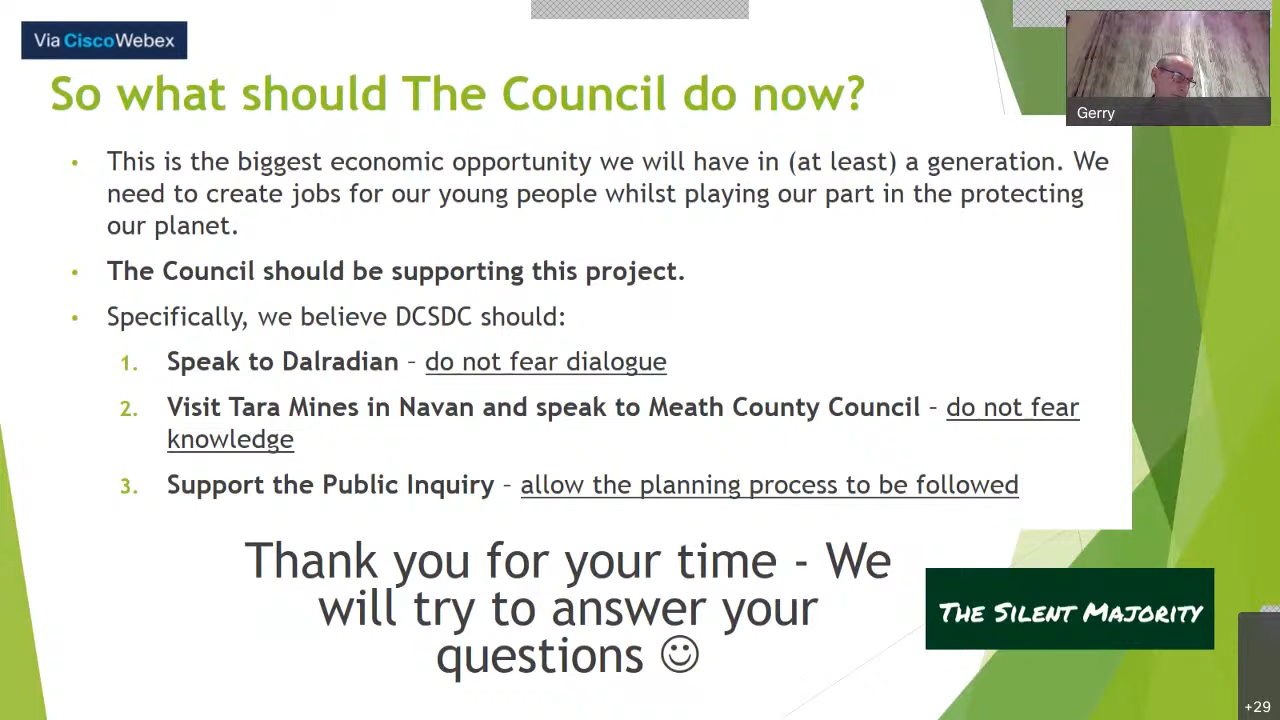 Via CiscoWebex
So what should The Council do now?
Gerry
• This is the biggest economic opportunity we will have in (at least) a generation. We
need to create jobs for our young people whilst playing our part in the protecting
our planet.
• The Council should be supporting this project.
• Specifically, we believe DCSDC should:
1. Speak to Dalradian – do not fear dialogue
2. Visit Tara Mines in Navan and speak to Meath County Council – do not fear
knowledge
3. Support the Public Inquiry – allow the planning process to be followed
Thank you for your time - We
will try to answer your
questions ☺
The Silent Majority
+29